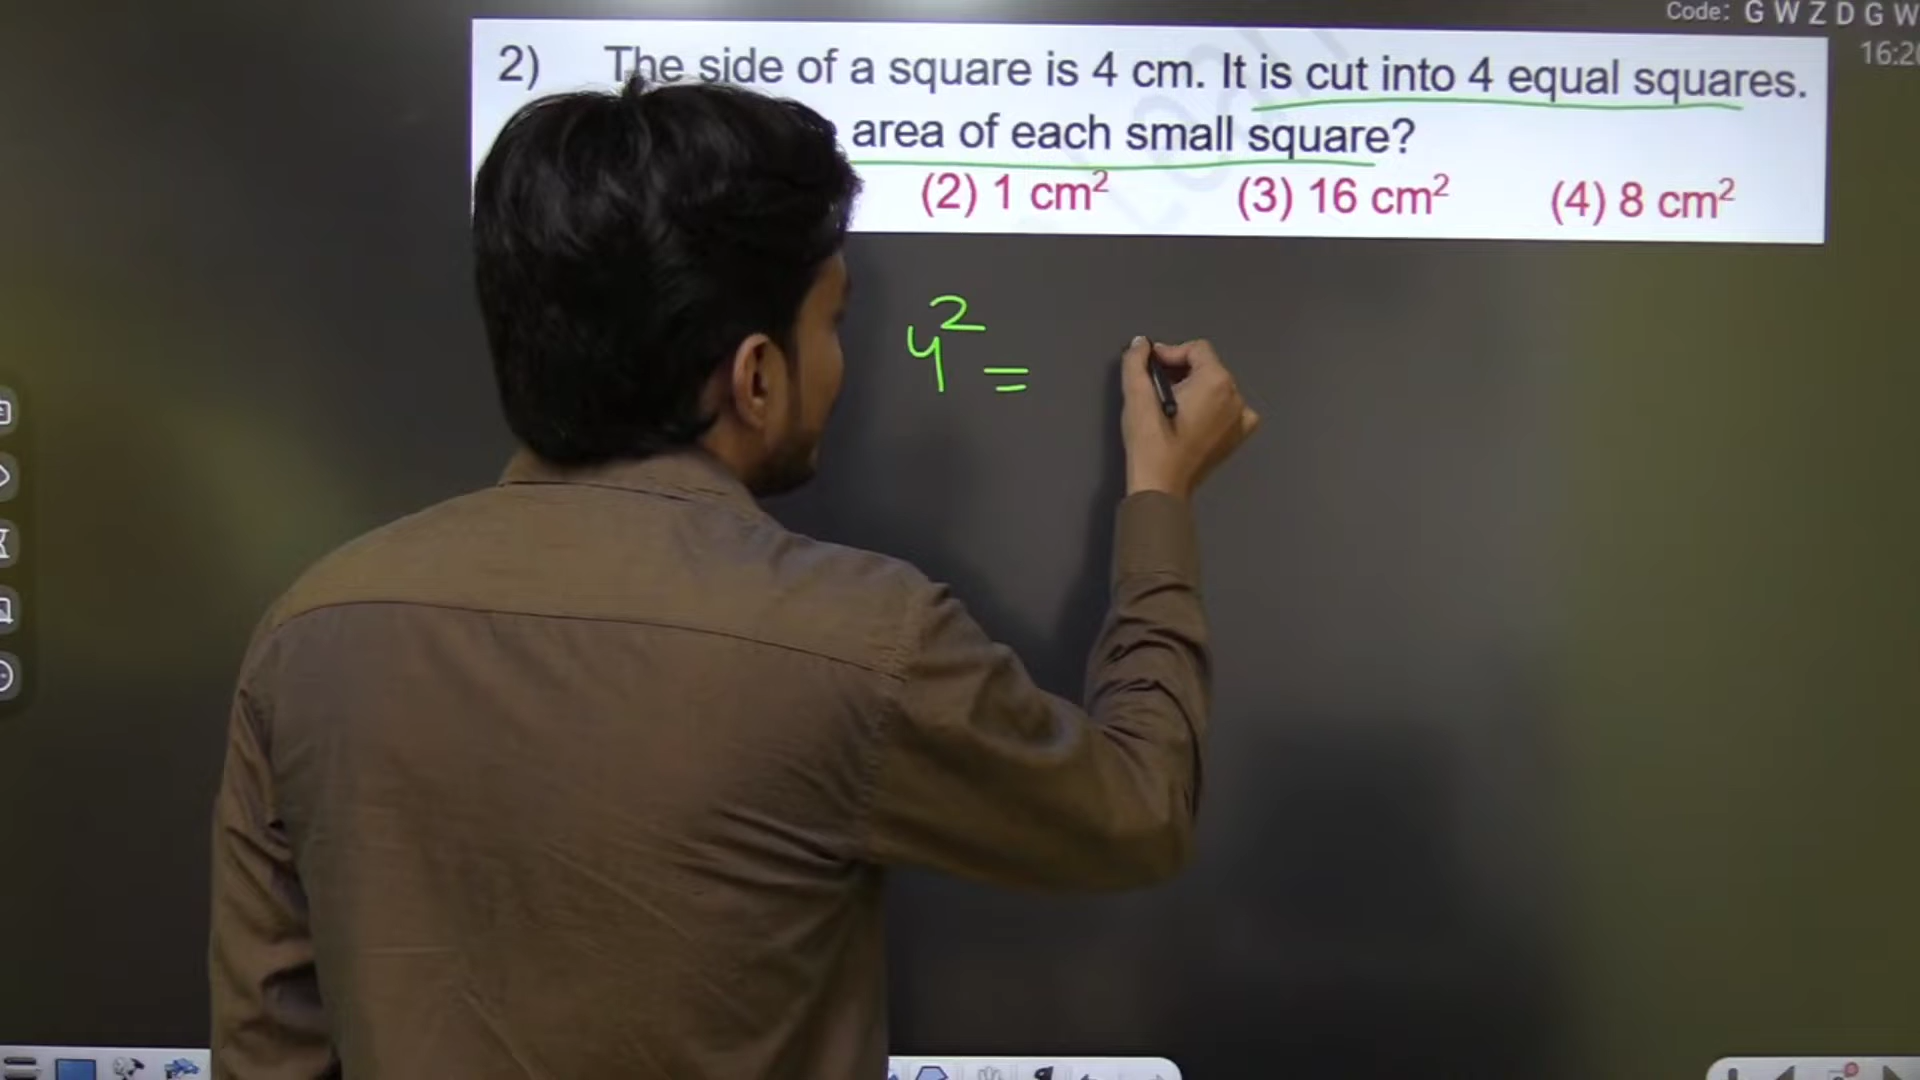 Code: G W Z D G W
16:20
2) The side of a square is 4 cm. It is cut into 4 equal squares.
area of each small square?
(2) 1 cm² (3) 16 cm² (4) 8 cm²
4² =